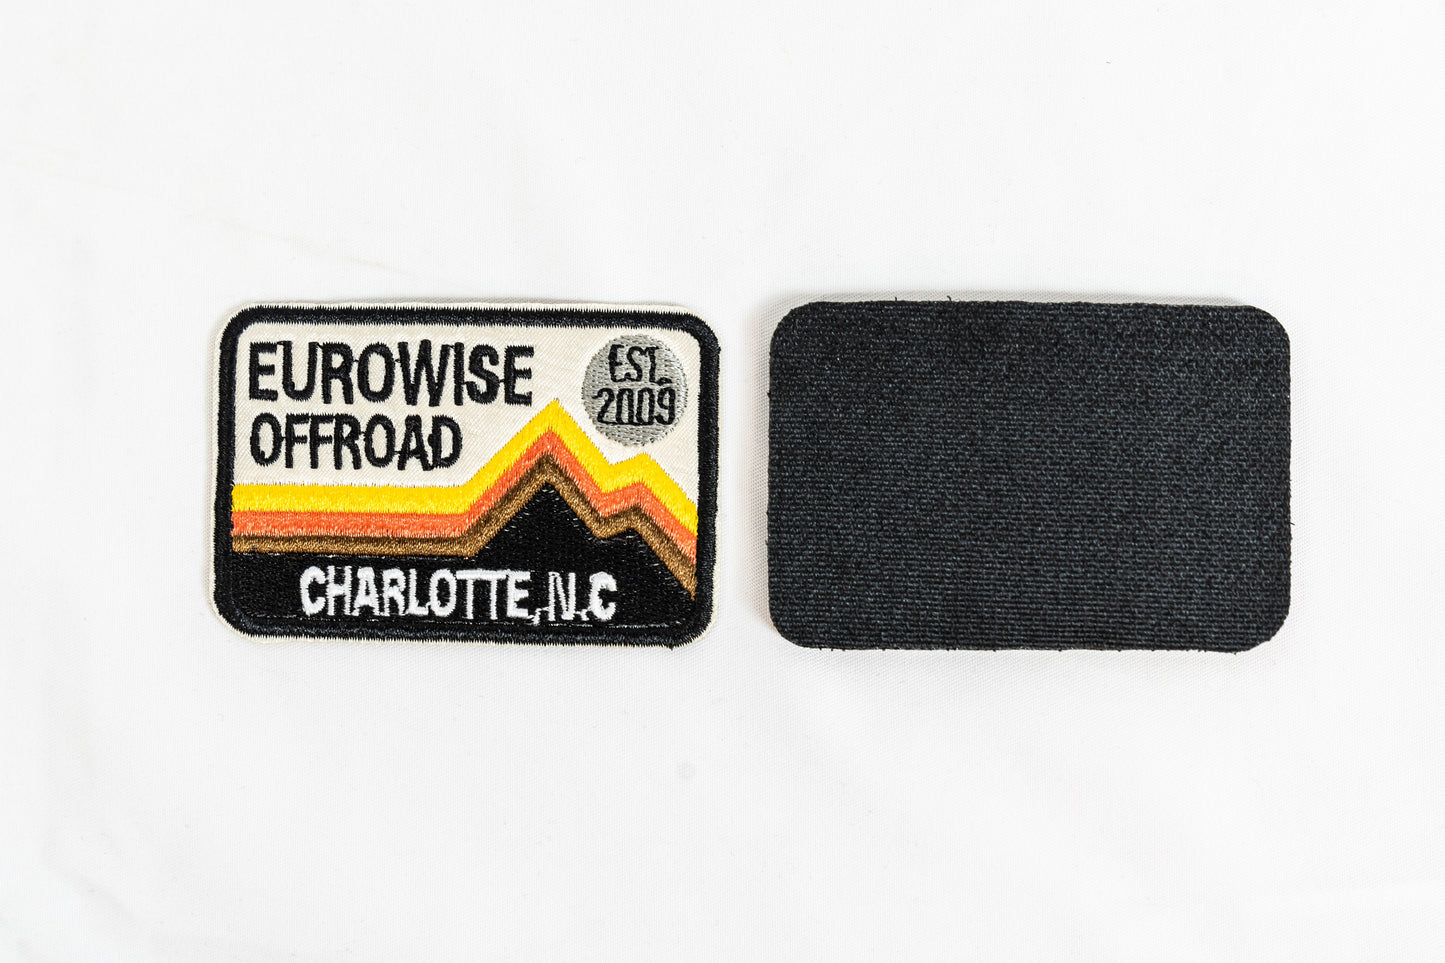 EUROWISE
OFFROAD
EST.
2009
CHARLOTTE, N.C